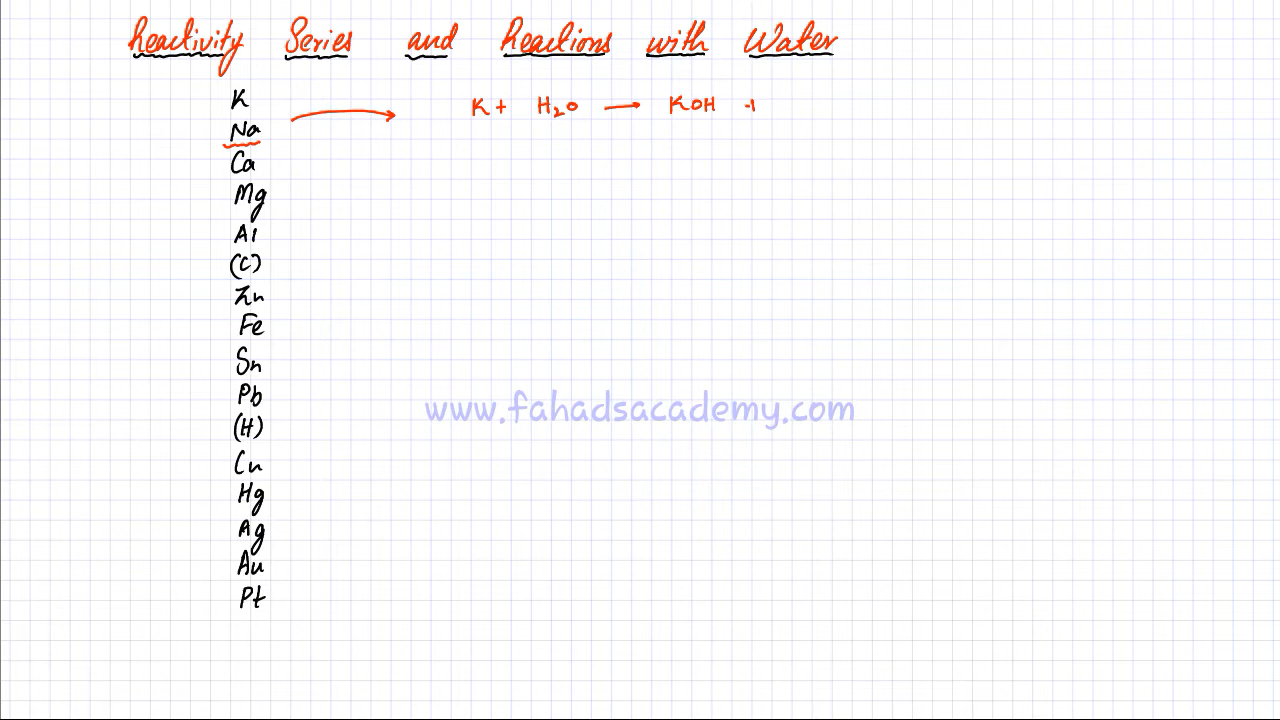 Reactivity Series and Reactions with Water
K
K + H₂O → KOH +
Na
Ca
Mg
Al
(C)
Zn
Fe
Sn
Pb
www.fahadsacademy.com
(H)
Cu
Hg
Ag
Au
Pt